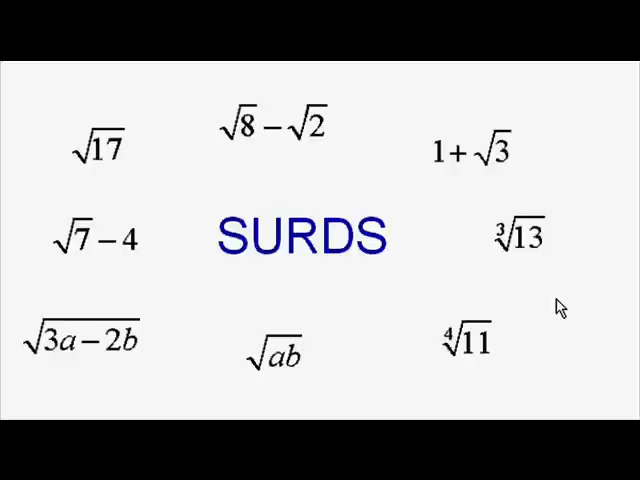 √8 − √2
√17
1 + √3
√7 − 4
SURDS
∛13
√(3a − 2b)
√(ab)
∜11